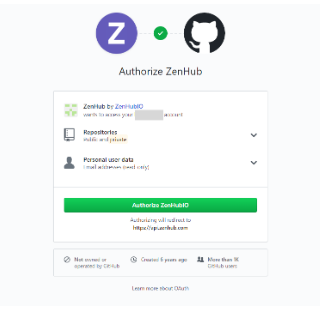 Z
Authorize ZenHub
ZenHub by ZenHubIO
wants to access your account
Repositories
Public and private
Personal user data
Email addresses (read-only)
Authorize ZenHubIO
Authorizing will redirect to
https://api.zenhub.com
Not owned or
operated by GitHub
Created 6 years ago
More than 1K
GitHub users
Learn more about OAuth